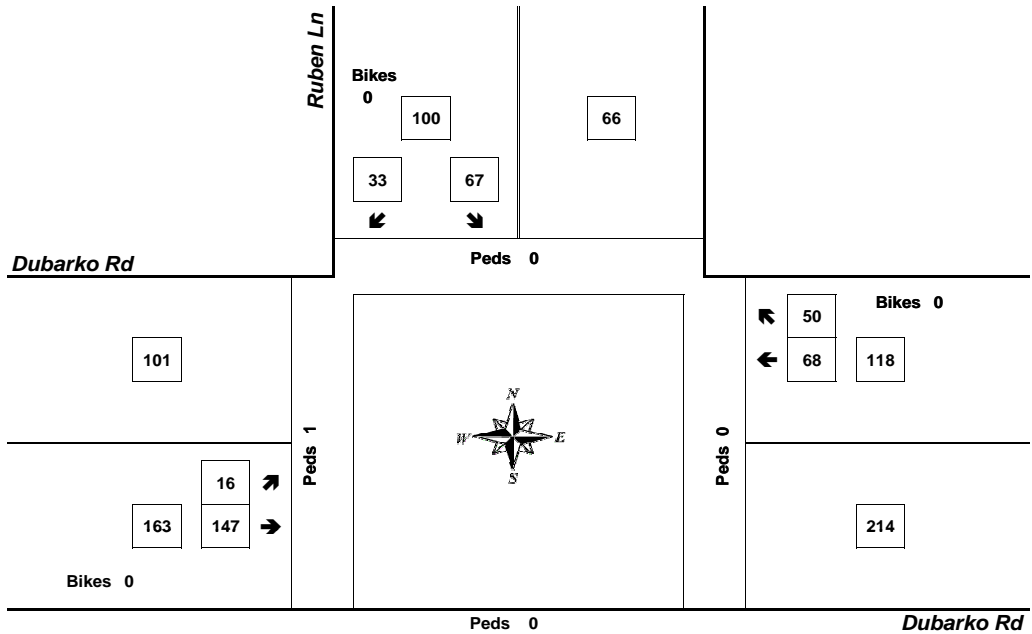 Ruben Ln
Bikes
0
100
66
33
67
Dubarko Rd
Peds 0
Bikes 0
50
101
68
118
N
W
E
S
Peds 1
Peds 0
16
163
147
214
Bikes 0
Peds 0
Dubarko Rd